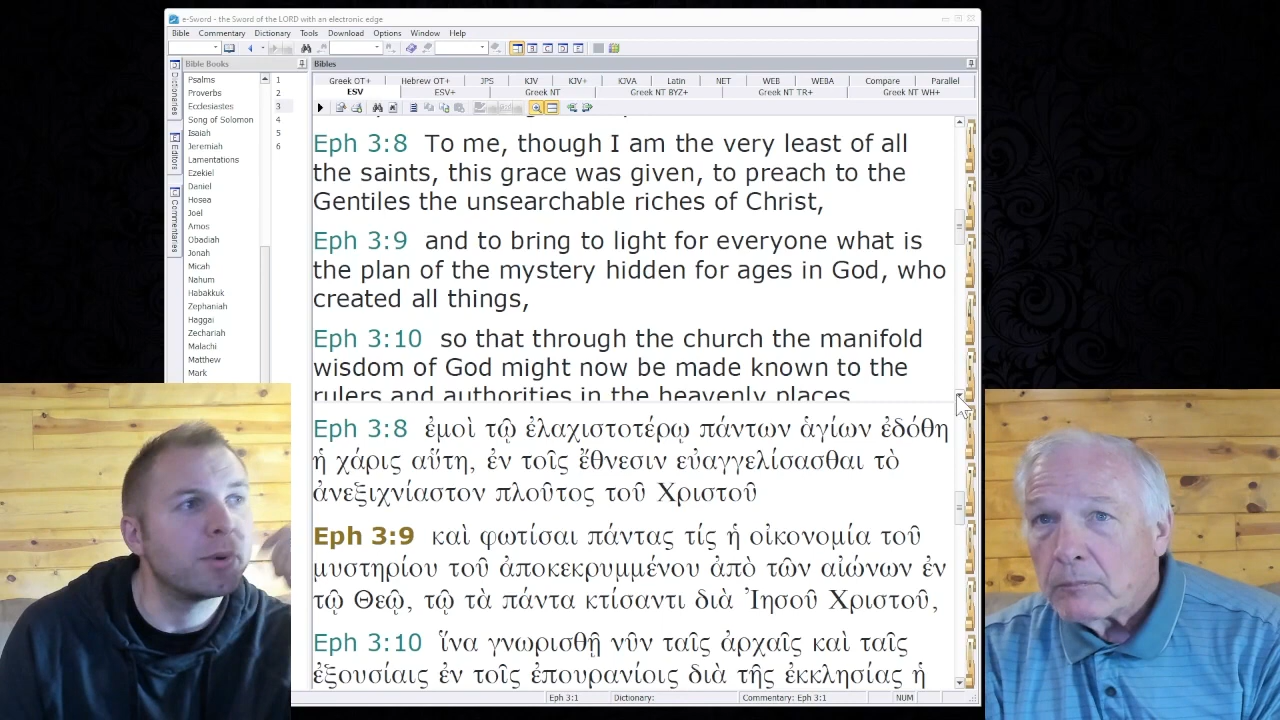 e-Sword - the Sword of the LORD with an electronic edge
Bible Commentary Dictionary Tools Download Options Window Help
Bible Books
Bibles
Dictionaries
Editors
Commentaries
Psalms 1
Proverbs 2
Ecclesiastes 3
Song of Solomon 4
Isaiah 5
Jeremiah 6
Lamentations
Ezekiel
Daniel
Hosea
Joel
Amos
Obadiah
Jonah
Micah
Nahum
Habakkuk
Zephaniah
Haggai
Zechariah
Malachi
Matthew
Mark
Greek OT+ Hebrew OT+ JPS KJV KJV+ KJVA Latin NET WEB WEBA Compare Parallel
ESV ESV+ Greek NT Greek NT BYZ+ Greek NT TR+ Greek NT WH+
Eph 3:8 To me, though I am the very least of all
the saints, this grace was given, to preach to the
Gentiles the unsearchable riches of Christ,
Eph 3:9 and to bring to light for everyone what is
the plan of the mystery hidden for ages in God, who
created all things,
Eph 3:10 so that through the church the manifold
wisdom of God might now be made known to the
rulers and authorities in the heavenly places
Eph 3:8 ἐμοὶ τῷ ἐλαχιστοτέρῳ πάντων ἁγίων ἐδόθη
ἡ χάρις αὕτη, ἐν τοῖς ἔθνεσιν εὐαγγελίσασθαι τὸ
ἀνεξιχνίαστον πλοῦτος τοῦ Χριστοῦ
Eph 3:9 καὶ φωτίσαι πάντας τίς ἡ οἰκονομία τοῦ
μυστηρίου τοῦ ἀποκεκρυμμένου ἀπὸ τῶν αἰώνων ἐν
τῷ Θεῷ, τῷ τὰ πάντα κτίσαντι διὰ Ἰησοῦ Χριστοῦ,
Eph 3:10 ἵνα γνωρισθῇ νῦν ταῖς ἀρχαῖς καὶ ταῖς
ἐξουσίαις ἐν τοῖς ἐπουρανίοις διὰ τῆς ἐκκλησίας ἡ
Eph 3:1 Dictionary: Commentary: Eph 3:1 NUM